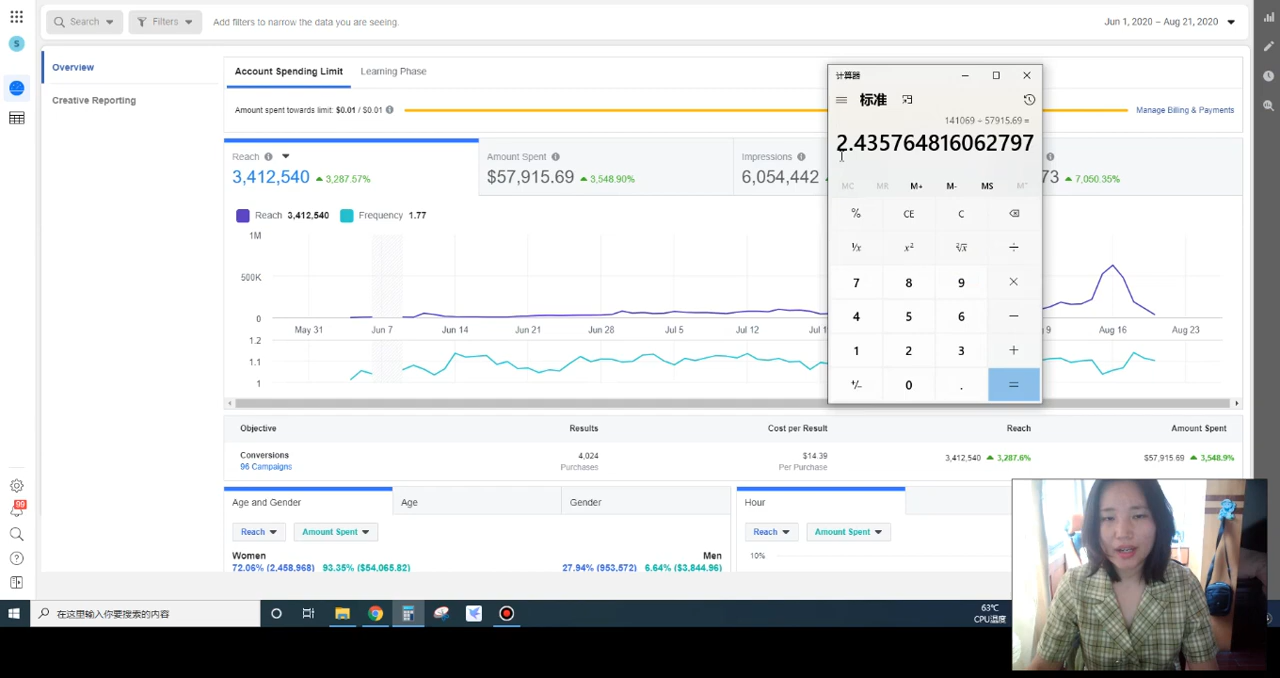 Search
Filters
Add filters to narrow the data you are seeing.
Jun 1, 2020 – Aug 21, 2020
S
Overview
Creative Reporting
Account Spending Limit
Learning Phase
Amount spent towards limit: $0.01 / $0.01
Manage Billing & Payments
Reach
3,412,540 3,287.57%
Amount Spent
$57,915.69 3,548.90%
Impressions
6,054,442
73 7,050.35%
Reach 3,412,540 Frequency 1.77
1M
500K
0
May 31 Jun 7 Jun 14 Jun 21 Jun 28 Jul 5 Jul 12 Aug 16 Aug 23
1.2
1.1
1
计算器
标准
141069 ÷ 57915.69 =
2.435764816062797
MC MR M+ M- MS
% CE C
¹/x x² ²√x ÷
7 8 9 ×
4 5 6 −
1 2 3 +
+/- 0 . =
Objective Results Cost per Result Reach Amount Spent
Conversions 4,024 $14.39 3,412,540 3,287.6% $57,915.69 3,548.9%
96 Campaigns Purchases Per Purchase
Age and Gender
Age
Gender
Hour
Reach
Amount Spent
Reach
Amount Spent
Women
Men
10%
72.06% (2,458,968) 93.35% ($54,065.82)
27.94% (953,572) 6.64% ($3,844.96)
99
在这里输入你要搜索的内容
63℃
CPU温度